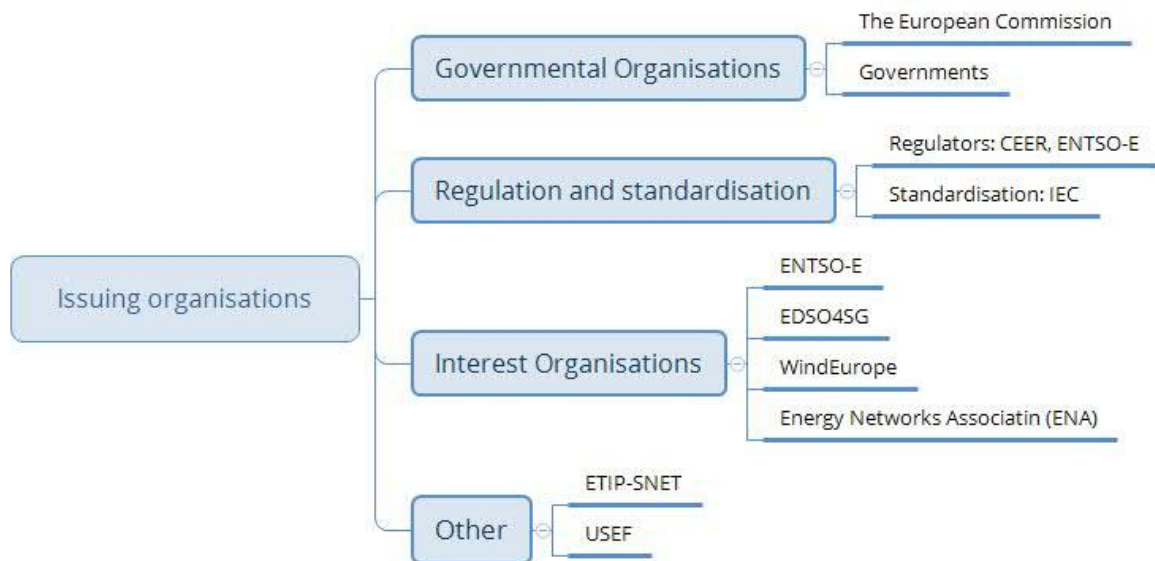 Issuing organisations
Governmental Organisations
The European Commission
Governments
Regulation and standardisation
Regulators: CEER, ENTSO-E
Standardisation: IEC
Interest Organisations
ENTSO-E
EDSO4SG
WindEurope
Energy Networks Associatin (ENA)
Other
ETIP-SNET
USEF